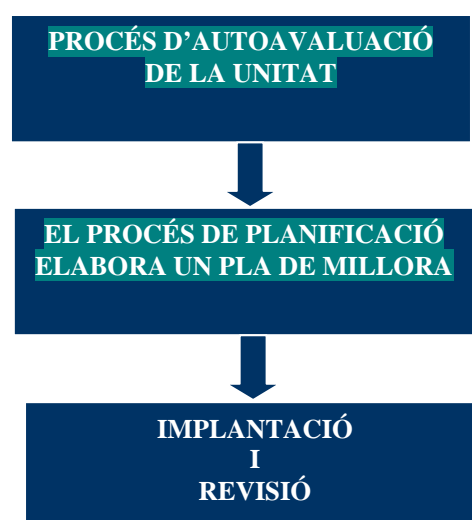 PROCÉS D’AUTOAVALUACIÓ
DE LA UNITAT
EL PROCÉS DE PLANIFICACIÓ
ELABORA UN PLA DE MILLORA
IMPLANTACIÓ
I
REVISIÓ